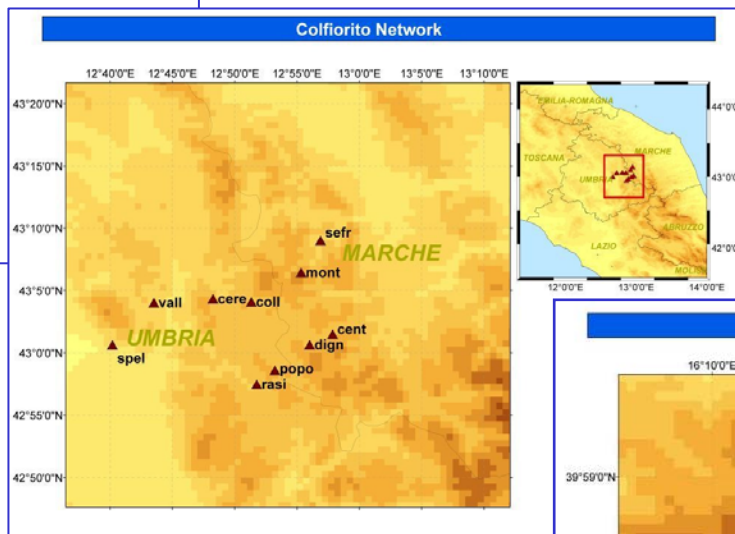 Colfiorito Network
12°40'0"E 12°45'0"E 12°50'0"E 12°55'0"E 13°0'0"E 13°5'0"E 13°10'0"E
43°20'0"N
43°15'0"N
43°10'0"N
43°5'0"N
43°0'0"N
42°55'0"N
42°50'0"N
sefr
MARCHE
mont
vall
cere
coll
cent
UMBRIA
dign
spel
popo
rasi
EMILIA-ROMAGNA
TOSCANA
MARCHE
UMBRIA
ABRUZZO
LAZIO
MOLISE
44°0'
43°0'
42°0'
12°0'0"E 13°0'0"E 14°0'0"E
16°10'0"E
39°59'0"N